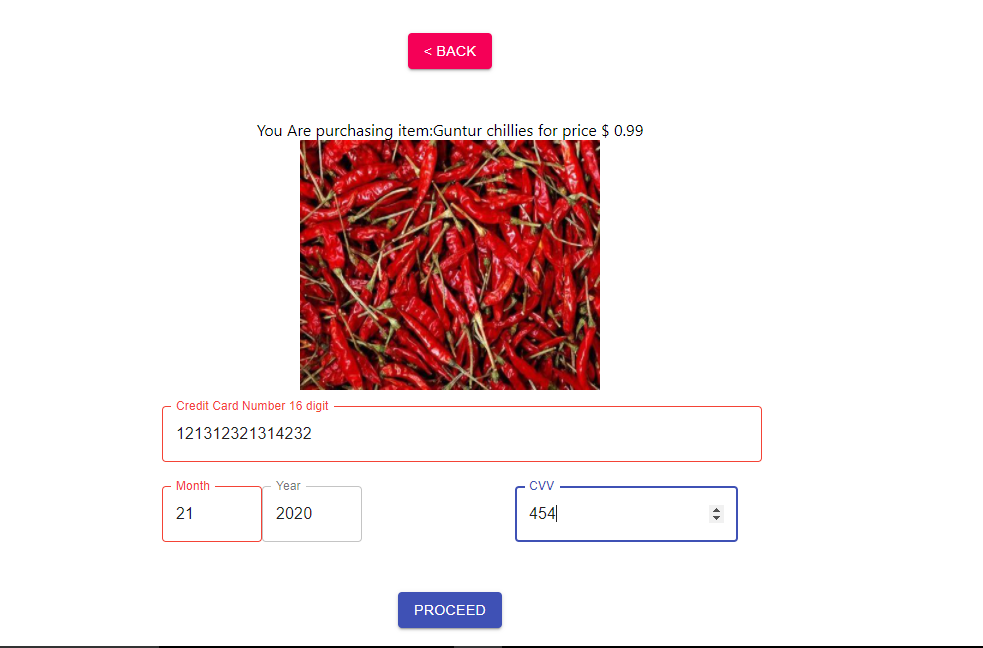 < BACK
You Are purchasing item:Guntur chillies for price $ 0.99
Credit Card Number 16 digit
121312321314232
Month Year CVV
21 2020 454
PROCEED